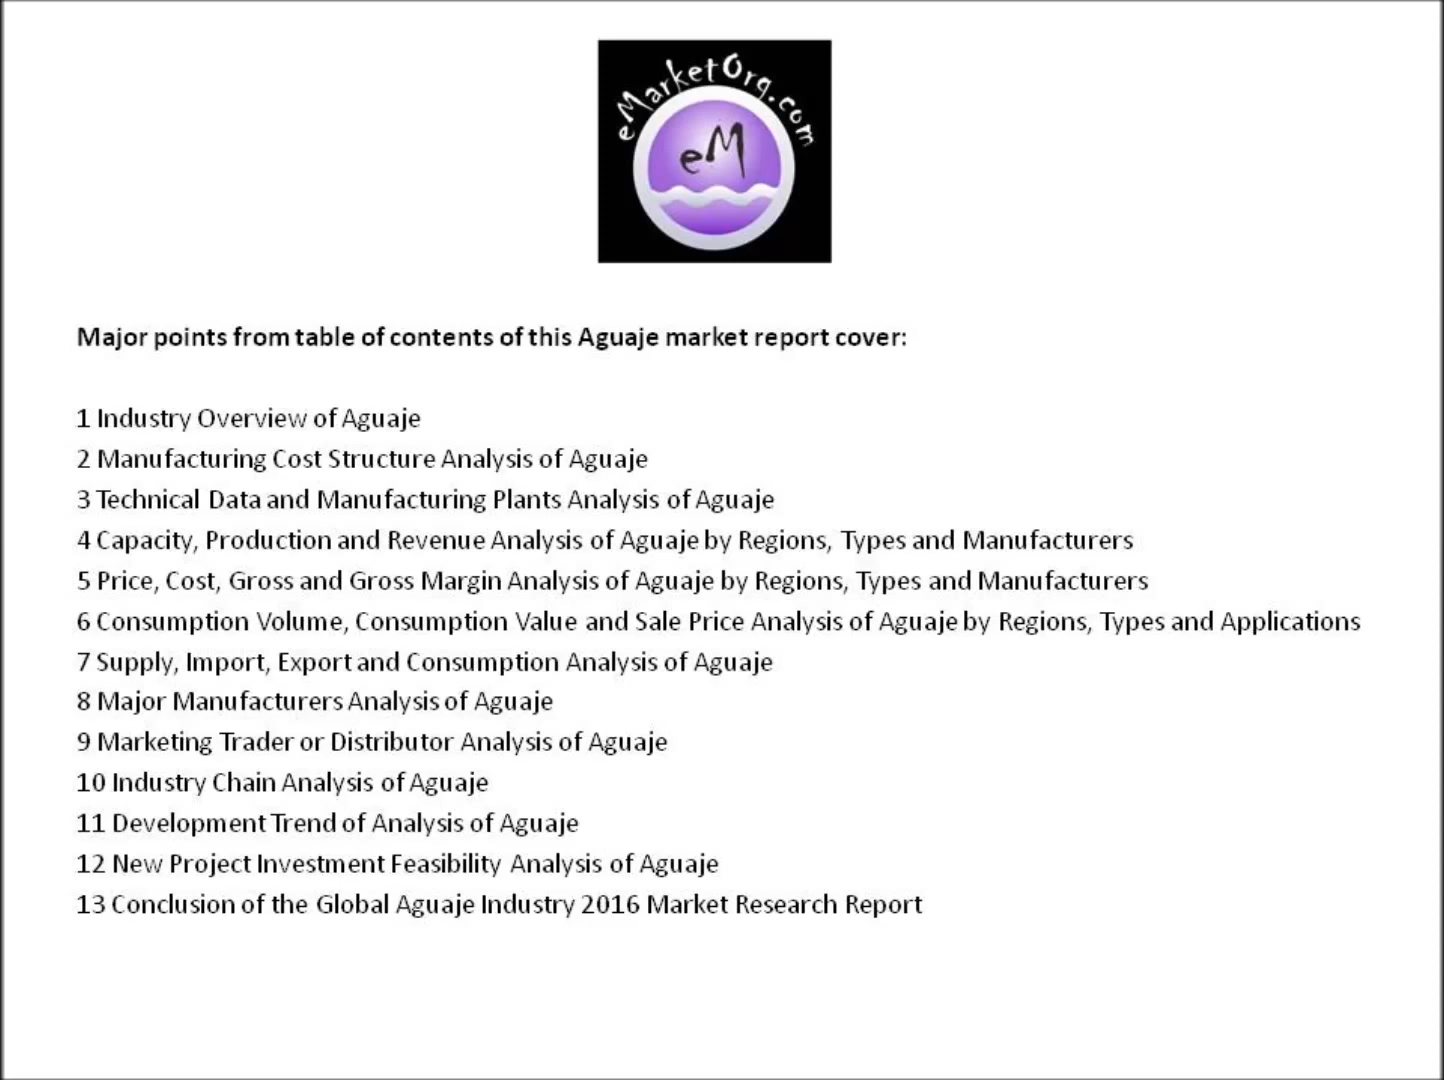 eMarketOrg.com
eM
Major points from table of contents of this Aguaje market report cover:
1 Industry Overview of Aguaje
2 Manufacturing Cost Structure Analysis of Aguaje
3 Technical Data and Manufacturing Plants Analysis of Aguaje
4 Capacity, Production and Revenue Analysis of Aguaje by Regions, Types and Manufacturers
5 Price, Cost, Gross and Gross Margin Analysis of Aguaje by Regions, Types and Manufacturers
6 Consumption Volume, Consumption Value and Sale Price Analysis of Aguaje by Regions, Types and Applications
7 Supply, Import, Export and Consumption Analysis of Aguaje
8 Major Manufacturers Analysis of Aguaje
9 Marketing Trader or Distributor Analysis of Aguaje
10 Industry Chain Analysis of Aguaje
11 Development Trend of Analysis of Aguaje
12 New Project Investment Feasibility Analysis of Aguaje
13 Conclusion of the Global Aguaje Industry 2016 Market Research Report